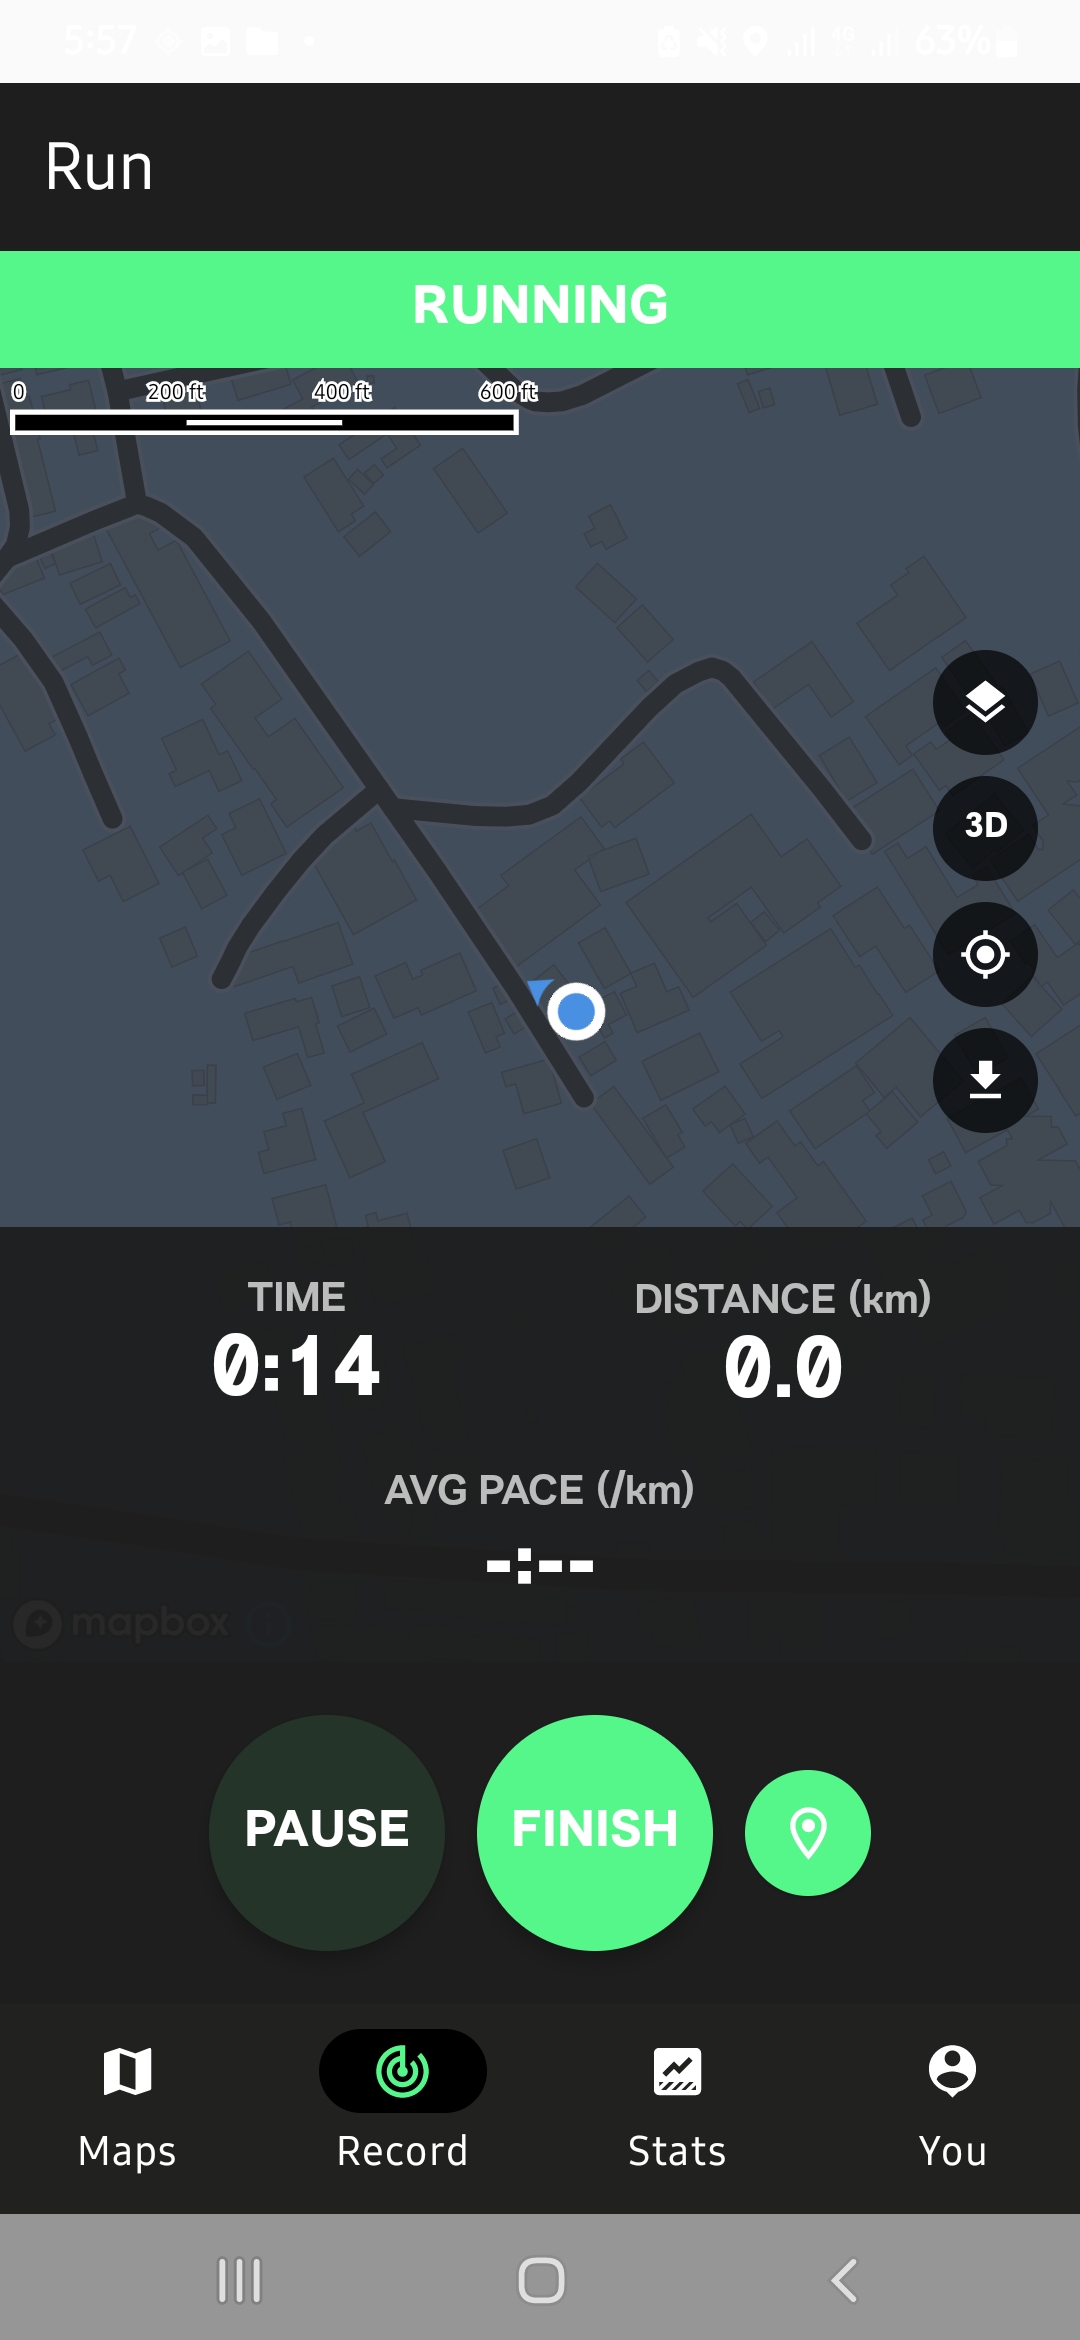 5:57 4G 63%
Run
RUNNING
0 200 ft 400 ft 600 ft
3D
TIME
0:14
DISTANCE (km)
0.0
AVG PACE (/km)
-:--
mapbox
PAUSE
FINISH
Maps
Record
Stats
You